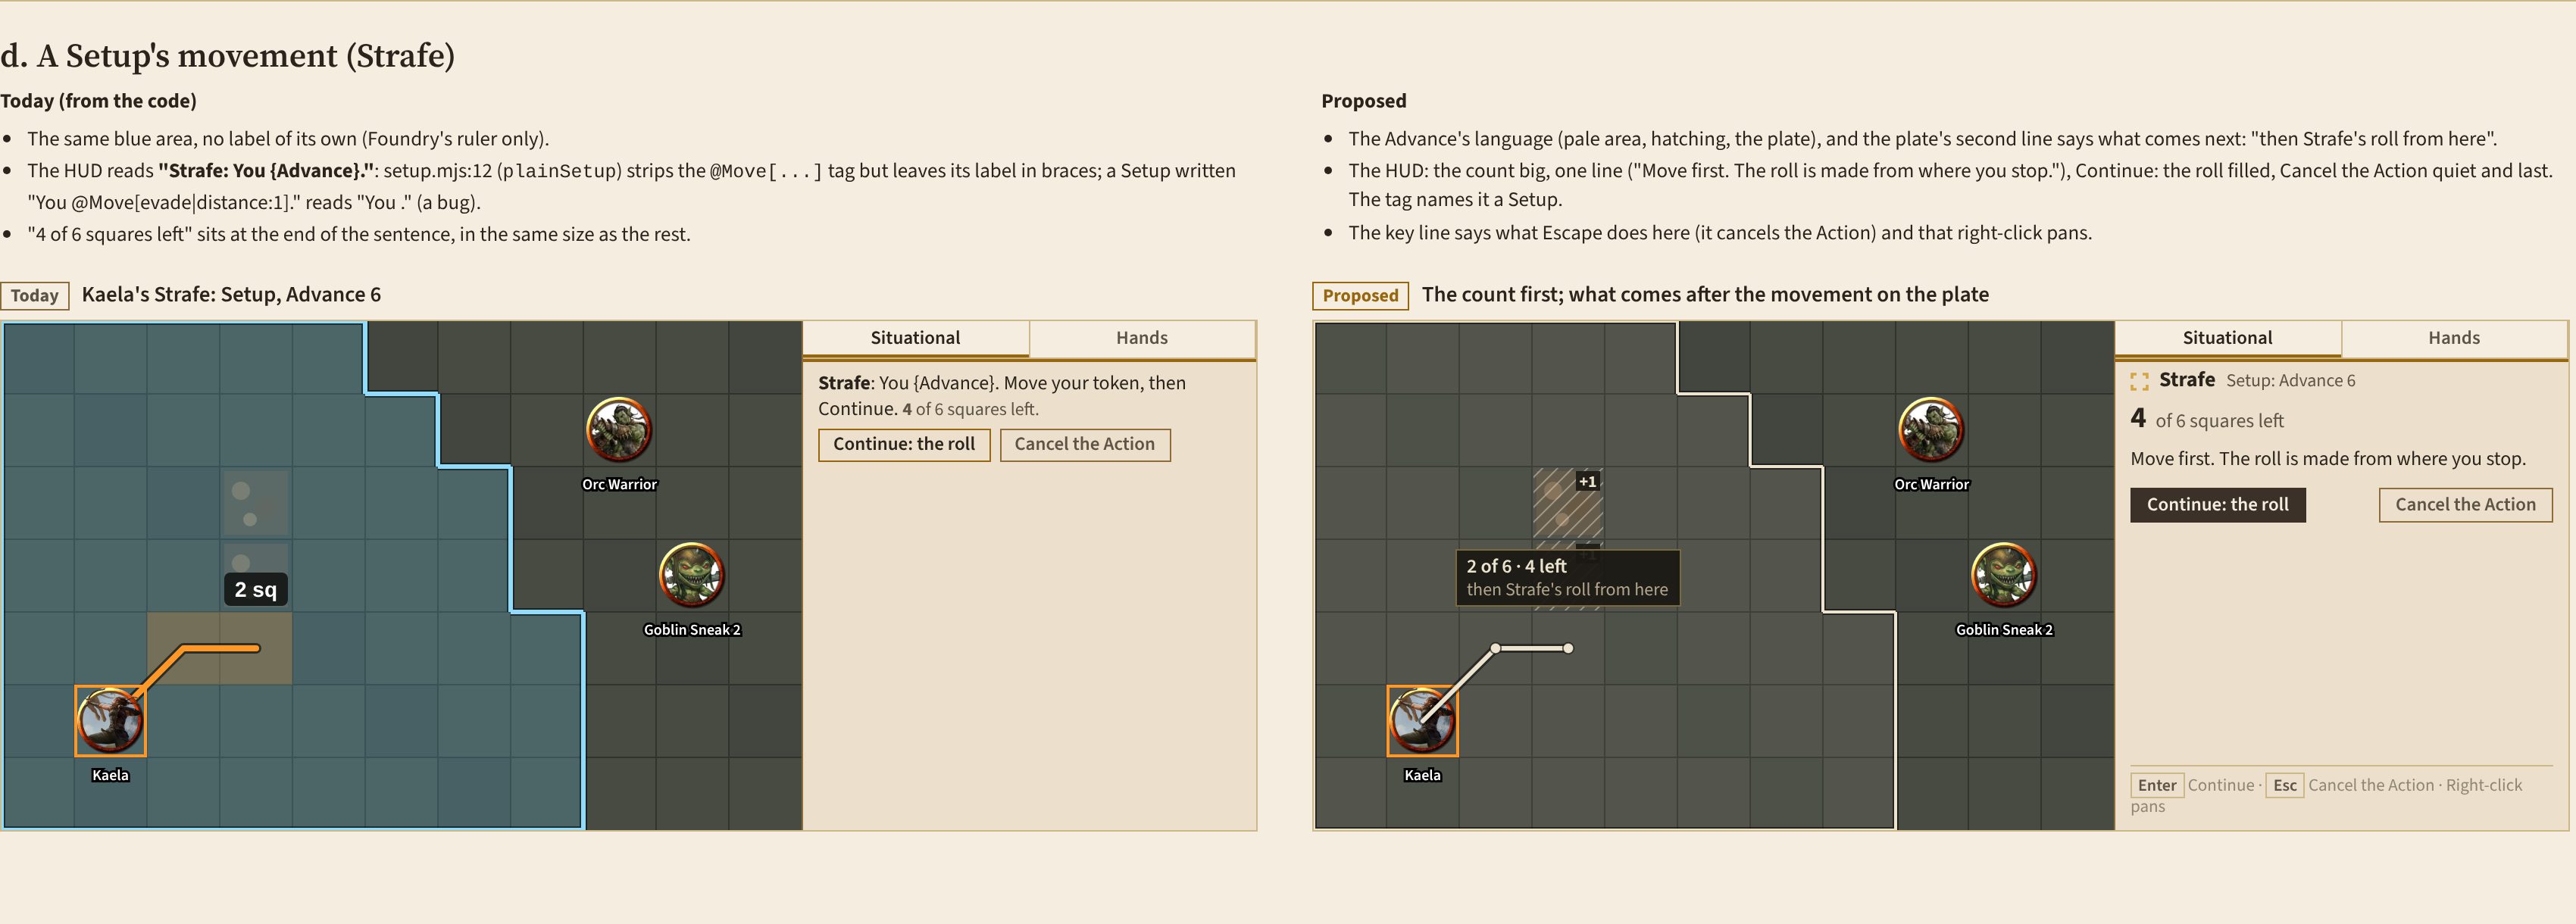 d. A Setup's movement (Strafe)
Today (from the code)
• The same blue area, no label of its own (Foundry's ruler only).
• The HUD reads "Strafe: You {Advance}.": setup.mjs:12 (plainSetup) strips the @Move[...] tag but leaves its label in braces; a Setup written
"You @Move[evade|distance:1]." reads "You ." (a bug).
• "4 of 6 squares left" sits at the end of the sentence, in the same size as the rest.
Today Kaela's Strafe: Setup, Advance 6
Orc Warrior
2 sq
Goblin Sneak 2
Kaela
Situational Hands
Strafe: You {Advance}. Move your token, then
Continue. 4 of 6 squares left.
Continue: the roll Cancel the Action
Proposed
• The Advance's language (pale area, hatching, the plate), and the plate's second line says what comes next: "then Strafe's roll from here".
• The HUD: the count big, one line ("Move first. The roll is made from where you stop."), Continue: the roll filled, Cancel the Action quiet and last.
The tag names it a Setup.
• The key line says what Escape does here (it cancels the Action) and that right-click pans.
Proposed The count first; what comes after the movement on the plate
+1
Orc Warrior
+1
2 of 6 · 4 left
then Strafe's roll from here
Goblin Sneak 2
Kaela
Situational Hands
Strafe Setup: Advance 6
4 of 6 squares left
Move first. The roll is made from where you stop.
Continue: the roll Cancel the Action
Enter Continue · Esc Cancel the Action · Right-click
pans